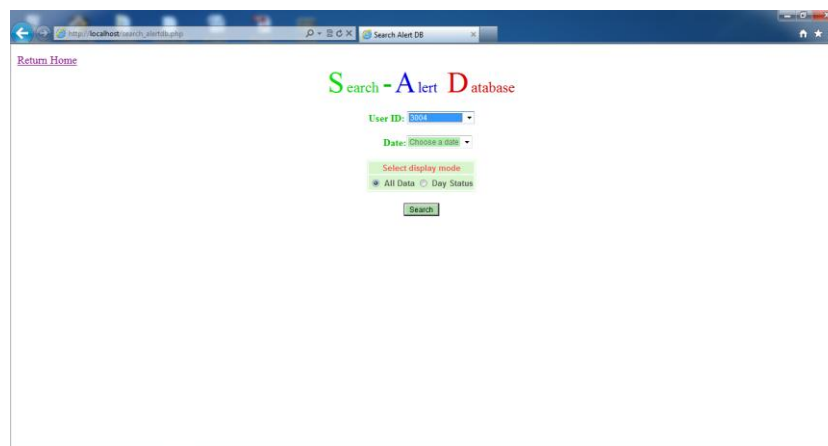 http://localhost/search_alertdb.php
Search Alert DB
Return Home
Search - Alert Database
User ID: 3004
Date: Choose a date
Select display mode
All Data Day Status
Search